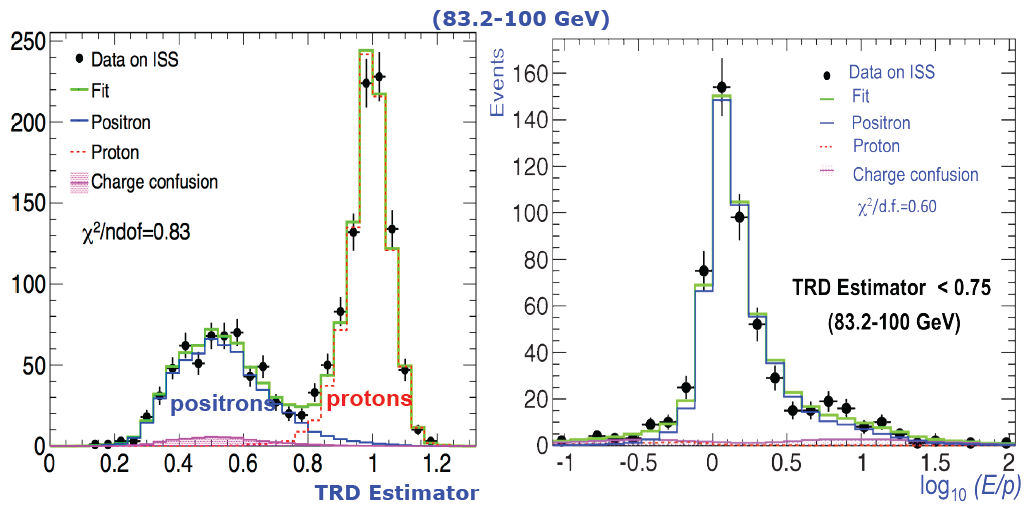 (83.2-100 GeV)
250
200
150
100
50
0
Data on ISS
Fit
Positron
Proton
Charge confusion
χ²/ndof=0.83
positrons
protons
0 0.2 0.4 0.6 0.8 1 1.2
TRD Estimator
Events
160
140
120
100
80
60
40
20
0
Data on ISS
Fit
Positron
Proton
Charge confusion
χ²/d.f.=0.60
TRD Estimator < 0.75
(83.2-100 GeV)
-1 -0.5 0 0.5 1 1.5 2
log₁₀ (E/p)